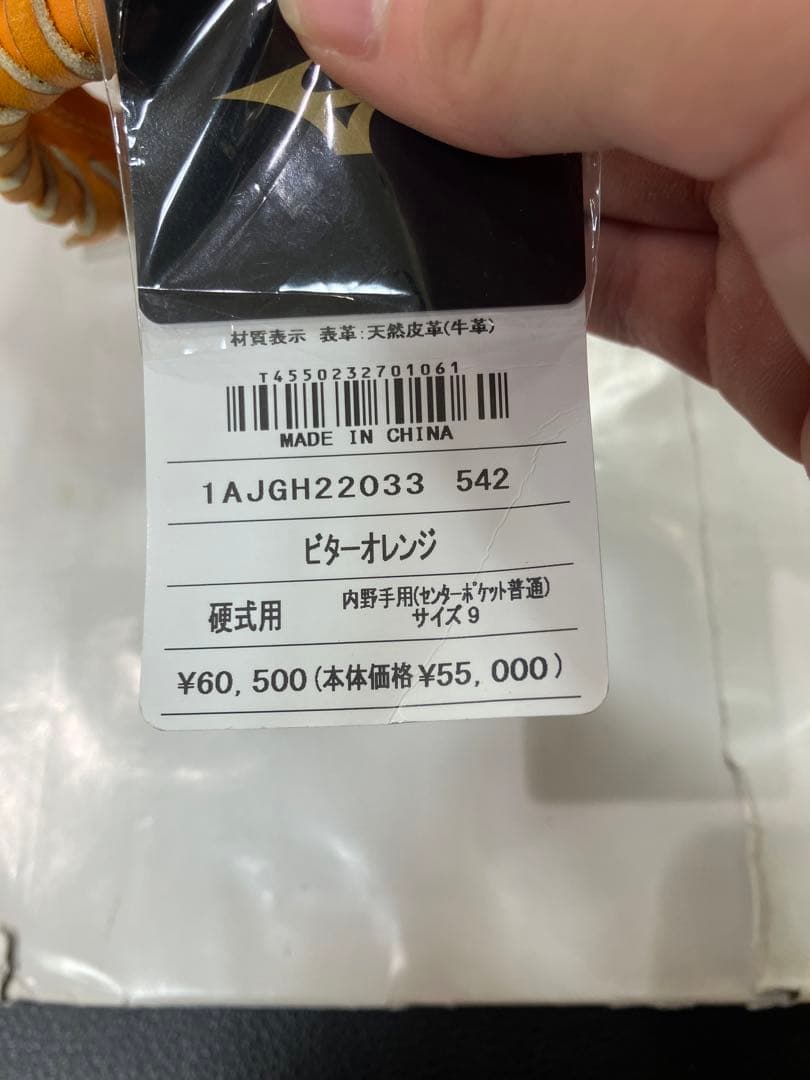 材質表示 表革:天然皮革(牛革)
T4550232701061
MADE IN CHINA
1AJGH22033 542
ビターオレンジ
硬式用 内野手用(センターポケット普通)
サイズ9
¥60,500(本体価格¥55,000)